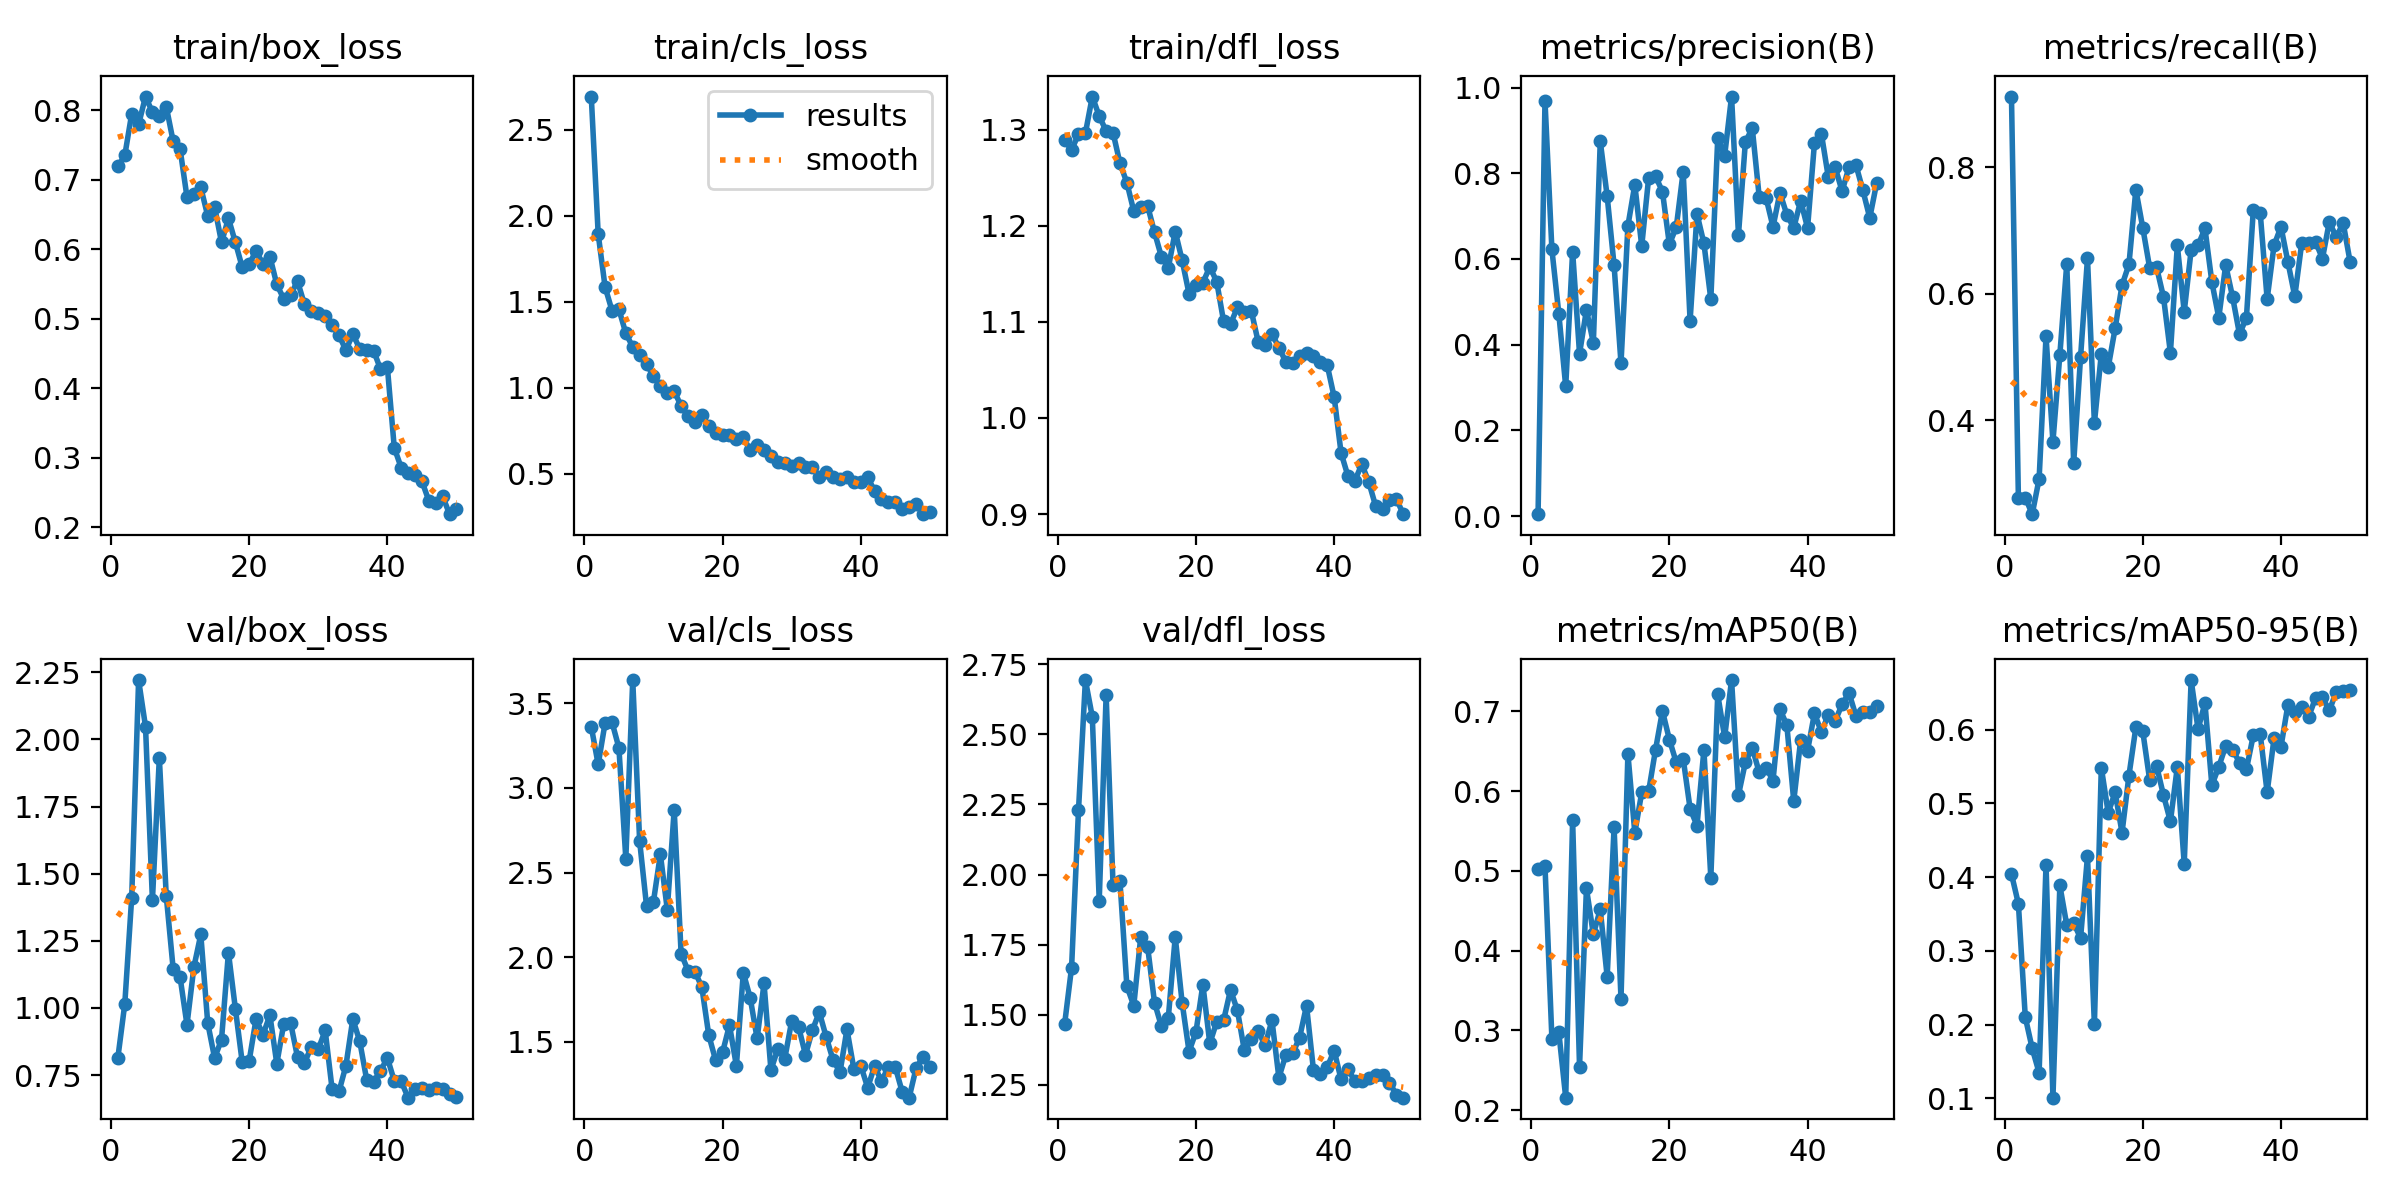 train/box_loss
0.8
0.7
0.6
0.5
0.4
0.3
0.2
0 20 40
train/cls_loss
results
smooth
2.5
2.0
1.5
1.0
0.5
0 20 40
train/dfl_loss
1.3
1.2
1.1
1.0
0.9
0 20 40
metrics/precision(B)
1.0
0.8
0.6
0.4
0.2
0.0
0 20 40
metrics/recall(B)
0.8
0.6
0.4
0 20 40
val/box_loss
2.25
2.00
1.75
1.50
1.25
1.00
0.75
0 20 40
val/cls_loss
3.5
3.0
2.5
2.0
1.5
0 20 40
val/dfl_loss
2.75
2.50
2.25
2.00
1.75
1.50
1.25
0 20 40
metrics/mAP50(B)
0.7
0.6
0.5
0.4
0.3
0.2
0 20 40
metrics/mAP50-95(B)
0.6
0.5
0.4
0.3
0.2
0.1
0 20 40